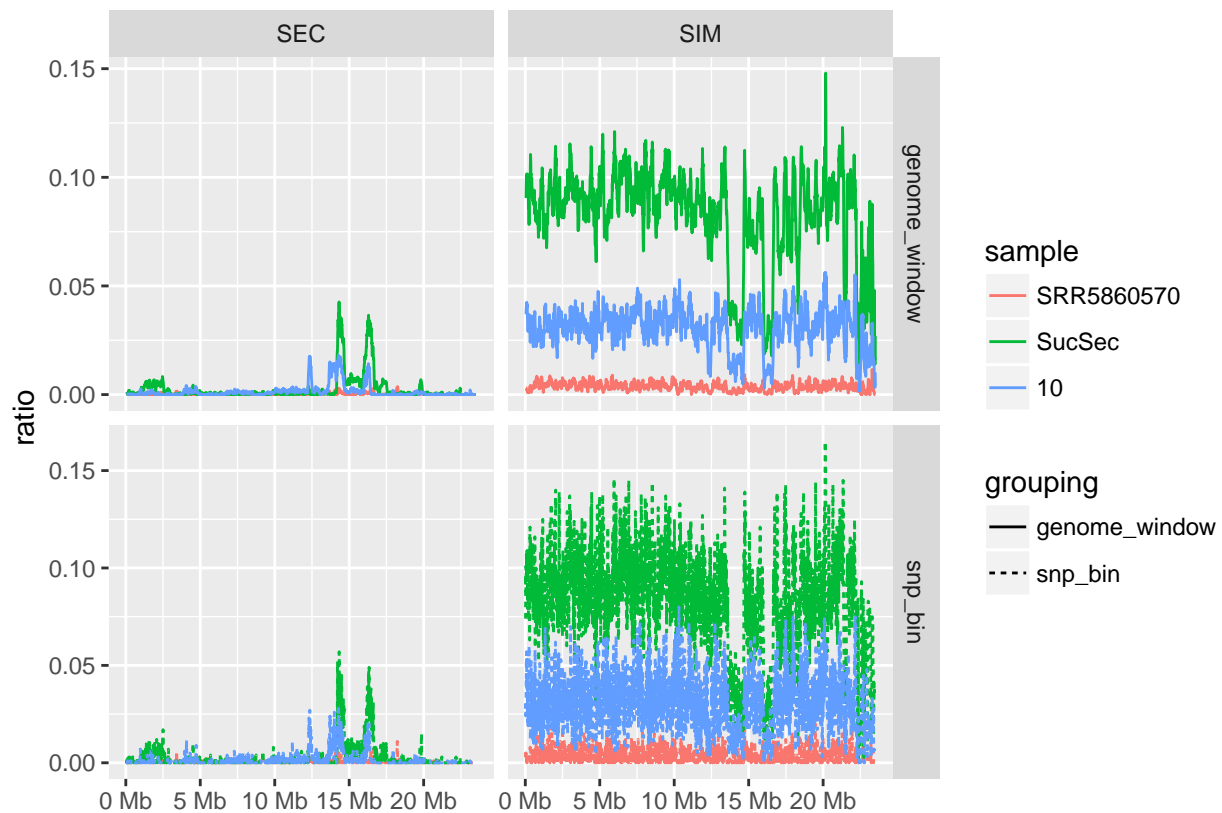 SEC
SIM
0.15
0.10
0.05
0.00
genome_window
ratio
0.15
0.10
0.05
0.00
snp_bin
0 Mb 5 Mb 10 Mb 15 Mb 20 Mb
0 Mb 5 Mb 10 Mb 15 Mb 20 Mb
sample
SRR5860570
SucSec
10
grouping
genome_window
snp_bin